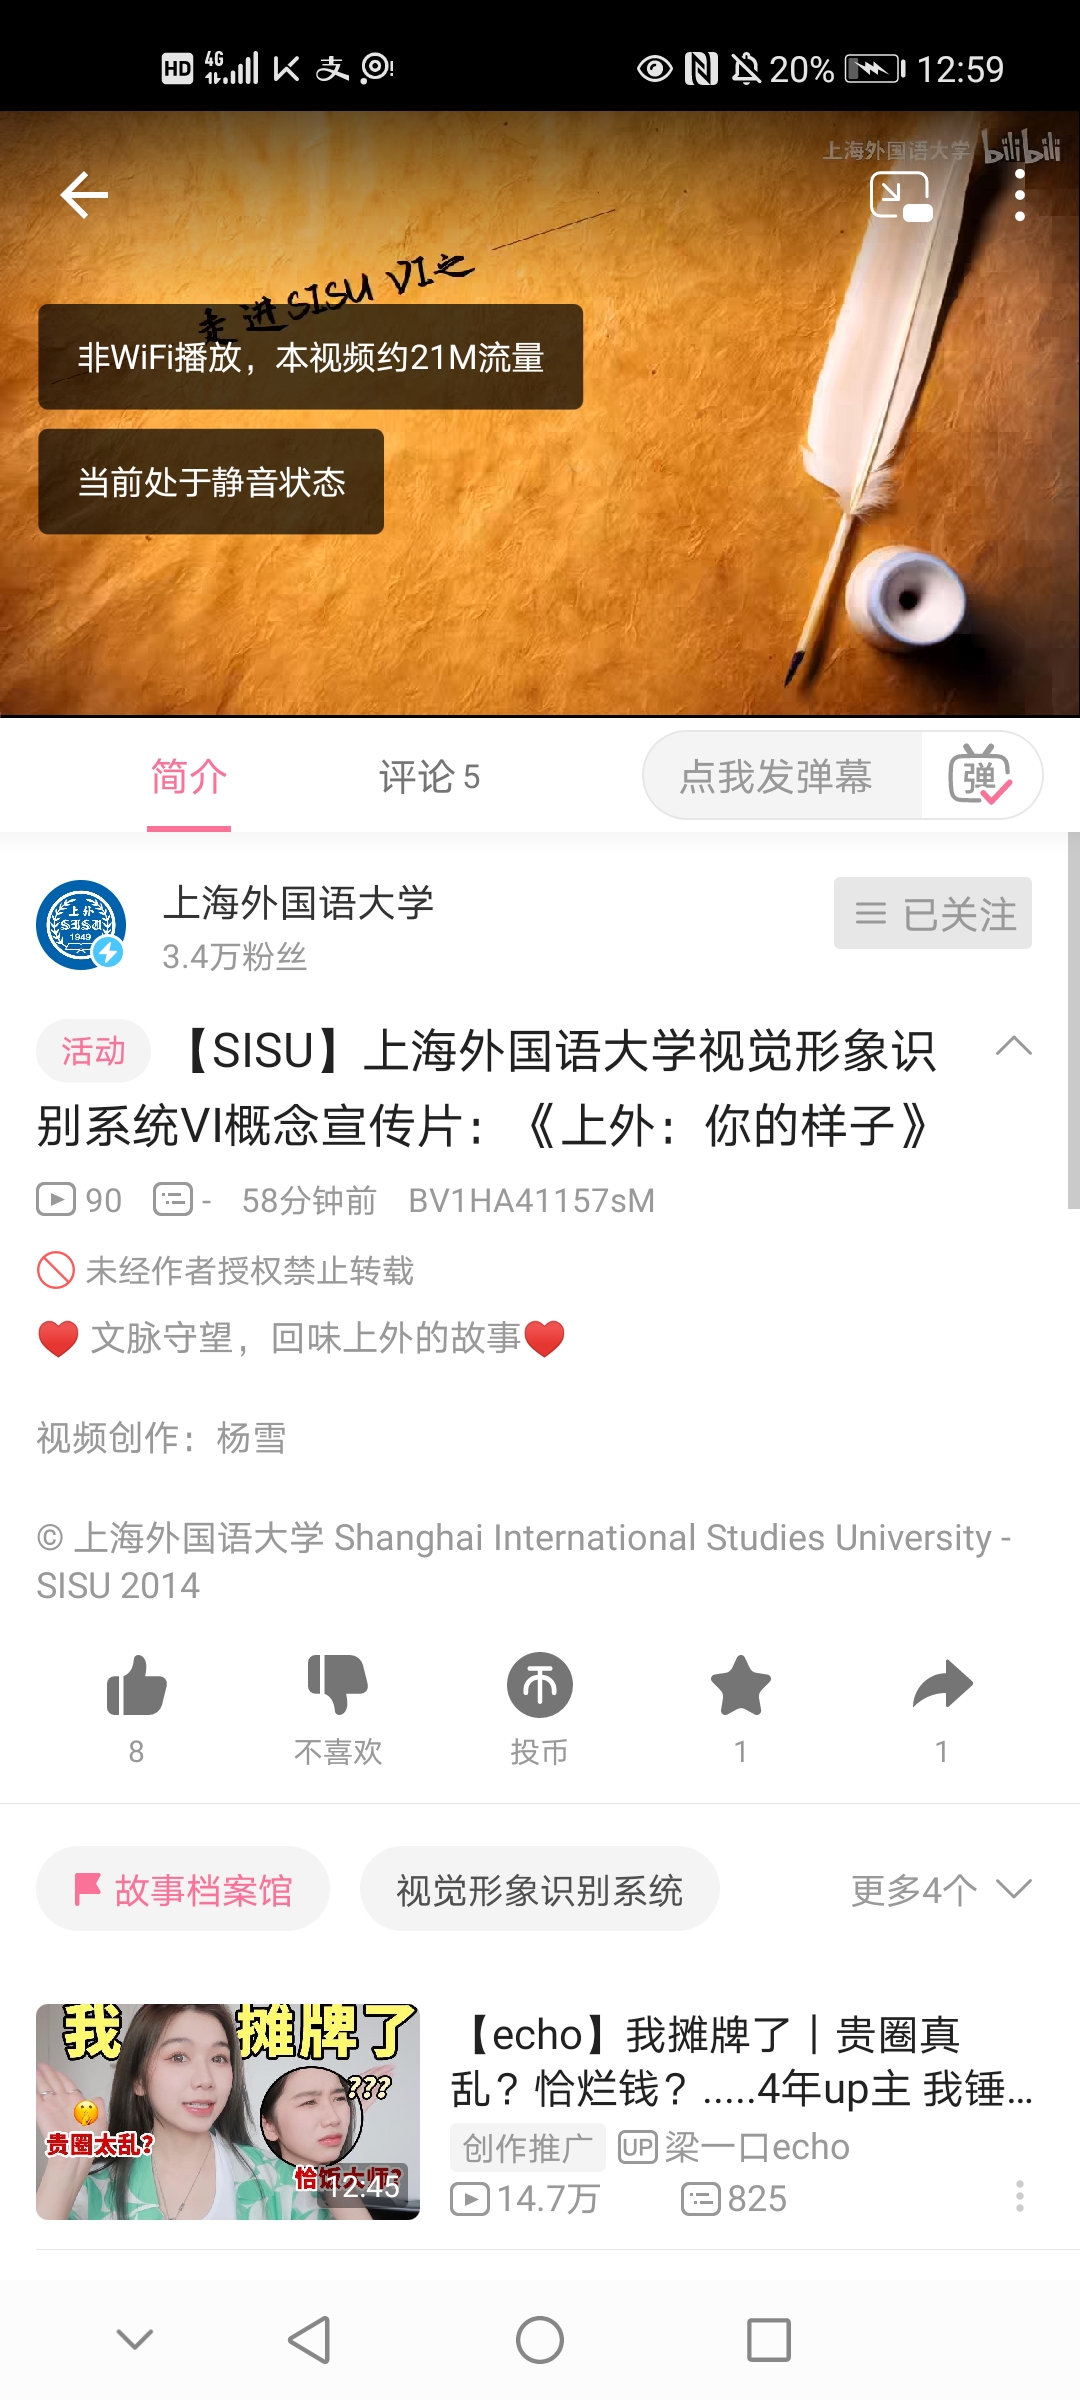 HD 4G 20% 12:59
上海外国语大学 bilibili
走进SISU VI之
非WiFi播放，本视频约21M流量
当前处于静音状态
简介 评论 5 点我发弹幕 弹
上外 SISU 1949
上海外国语大学
3.4万粉丝
已关注
活动 【SISU】上海外国语大学视觉形象识
别系统VI概念宣传片：《上外：你的样子》
90 - 58分钟前 BV1HA41157sM
未经作者授权禁止转载
文脉守望，回味上外的故事
视频创作：杨雪
© 上海外国语大学 Shanghai International Studies University -
SISU 2014
8 不喜欢 投币 1 1
故事档案馆 视觉形象识别系统 更多4个
我 摊牌了
???
贵圈太乱?
恰饭大师?
12:45
【echo】我摊牌了｜贵圈真
乱？恰烂钱？.....4年up主 我锤...
创作推广 UP 梁一口echo
14.7万 825